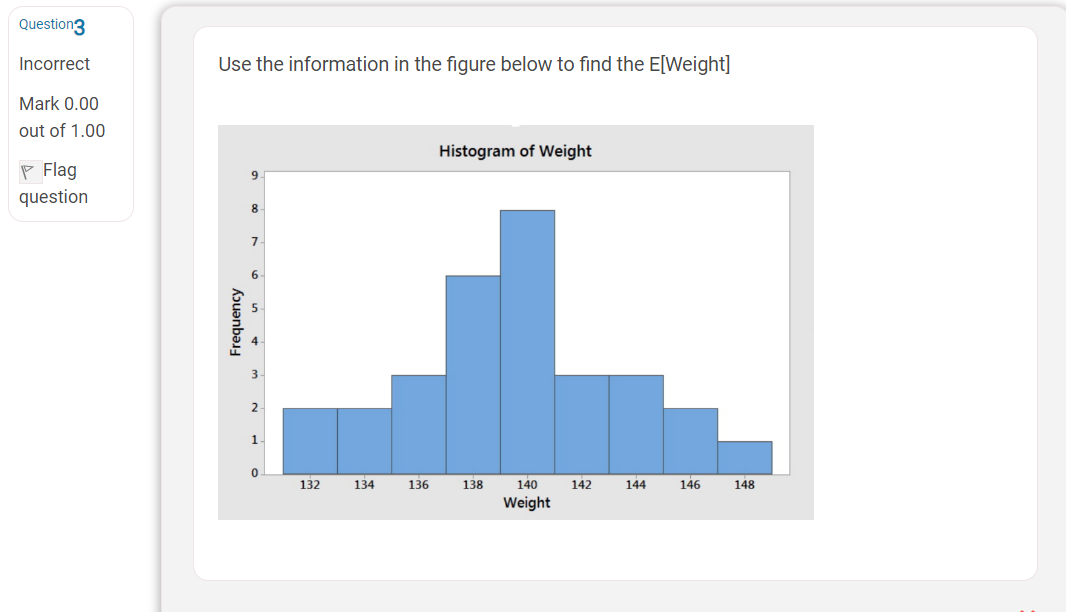 Question3
Incorrect
Mark 0.00
out of 1.00
Flag
question
Use the information in the figure below to find the E[Weight]
Histogram of Weight
9
8
7
6
5
4
3
2
1
0
Frequency
132 134 136 138 140 142 144 146 148
Weight